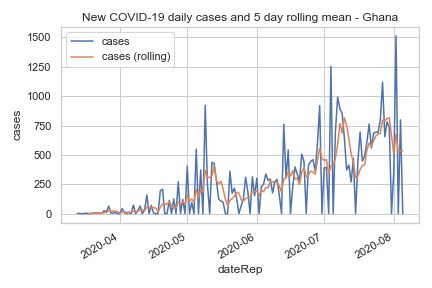 New COVID-19 daily cases and 5 day rolling mean - Ghana
cases
cases (rolling)
1500
1250
1000
750
500
250
0
cases
2020-04
2020-05
2020-06
2020-07
2020-08
dateRep